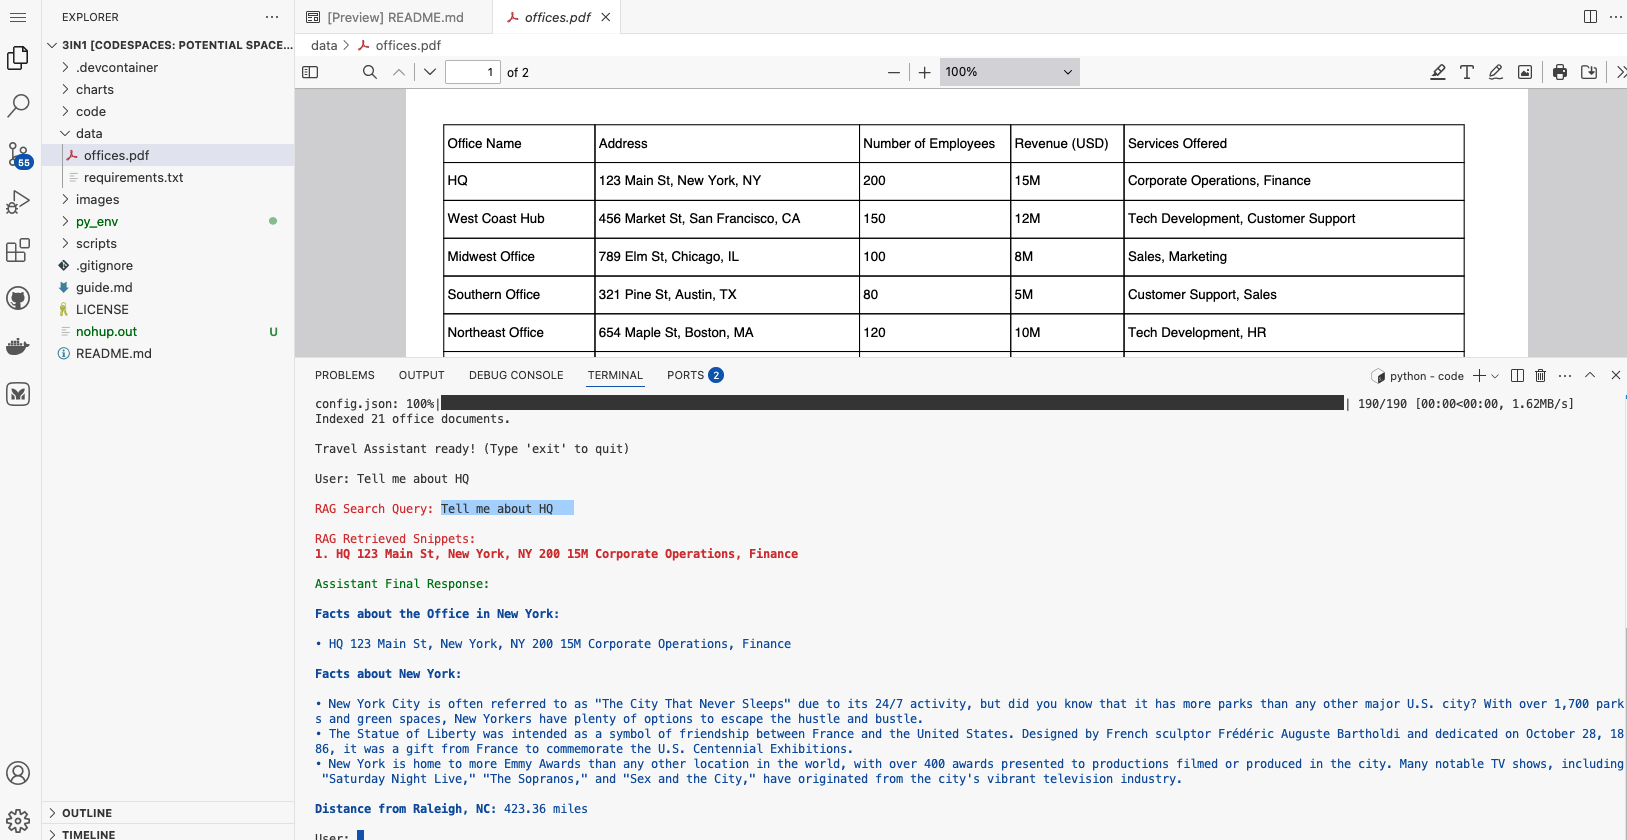 EXPLORER
3IN1 [CODESPACES: POTENTIAL SPACE...
.devcontainer
charts
code
data
offices.pdf
requirements.txt
images
py_env
scripts
.gitignore
guide.md
LICENSE
nohup.out U
README.md
OUTLINE
TIMELINE
55
[Preview] README.md
offices.pdf
data > offices.pdf
1 of 2
100%
Office Name Address Number of Employees Revenue (USD) Services Offered
HQ 123 Main St, New York, NY 200 15M Corporate Operations, Finance
West Coast Hub 456 Market St, San Francisco, CA 150 12M Tech Development, Customer Support
Midwest Office 789 Elm St, Chicago, IL 100 8M Sales, Marketing
Southern Office 321 Pine St, Austin, TX 80 5M Customer Support, Sales
Northeast Office 654 Maple St, Boston, MA 120 10M Tech Development, HR
PROBLEMS OUTPUT DEBUG CONSOLE TERMINAL PORTS 2
python - code
config.json: 100%| | 190/190 [00:00<00:00, 1.62MB/s]
Indexed 21 office documents.
Travel Assistant ready! (Type 'exit' to quit)
User: Tell me about HQ
RAG Search Query: Tell me about HQ
RAG Retrieved Snippets:
1. HQ 123 Main St, New York, NY 200 15M Corporate Operations, Finance
Assistant Final Response:
Facts about the Office in New York:
• HQ 123 Main St, New York, NY 200 15M Corporate Operations, Finance
Facts about New York:
• New York City is often referred to as "The City That Never Sleeps" due to its 24/7 activity, but did you know that it has more parks than any other major U.S. city? With over 1,700 park
s and green spaces, New Yorkers have plenty of options to escape the hustle and bustle.
• The Statue of Liberty was intended as a symbol of friendship between France and the United States. Designed by French sculptor Frédéric Auguste Bartholdi and dedicated on October 28, 18
86, it was a gift from France to commemorate the U.S. Centennial Exhibitions.
• New York is home to more Emmy Awards than any other location in the world, with over 400 awards presented to productions filmed or produced in the city. Many notable TV shows, including
"Saturday Night Live," "The Sopranos," and "Sex and the City," have originated from the city's vibrant television industry.
Distance from Raleigh, NC: 423.36 miles
User: